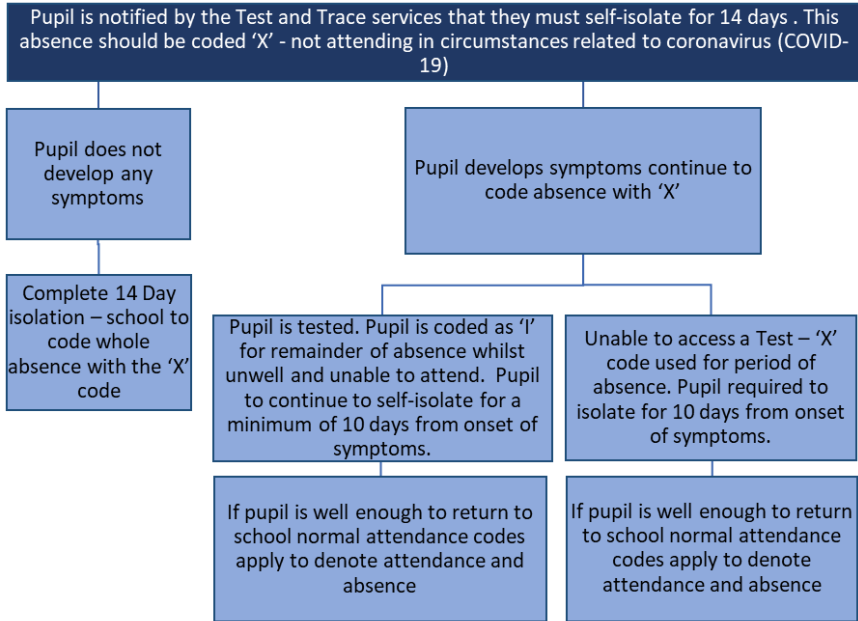 Pupil is notified by the Test and Trace services that they must self-isolate for 14 days . This
absence should be coded ‘X’ - not attending in circumstances related to coronavirus (COVID-
19)
Pupil does not
develop any
symptoms
Complete 14 Day
isolation – school to
code whole
absence with the ‘X’
code
Pupil develops symptoms continue to
code absence with ‘X’
Pupil is tested. Pupil is coded as ‘I’
for remainder of absence whilst
unwell and unable to attend.  Pupil
to continue to self-isolate for a
minimum of 10 days from onset of
symptoms.
If pupil is well enough to return to
school normal attendance codes
apply to denote attendance and
absence
Unable to access a Test – ‘X’
code used for period of
absence. Pupil required to
isolate for 10 days from onset
of symptoms.
If pupil is well enough to return
to school normal attendance
codes apply to denote
attendance and absence